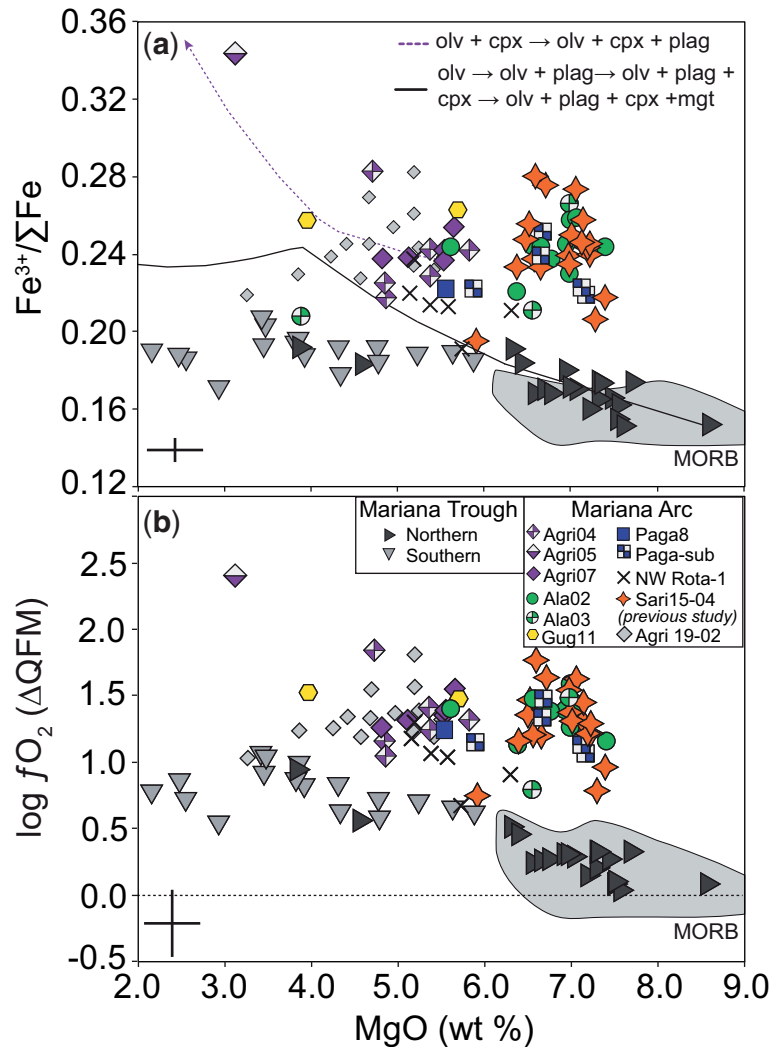 (a)
olv + cpx → olv + cpx + plag
olv → olv + plag→ olv + plag +
cpx → olv + plag + cpx +mgt
0.36
0.32
0.28
0.24
0.20
0.16
0.12
Fe³⁺/∑Fe
MORB
(b)
Mariana Trough
Northern
Southern
Mariana Arc
Agri04
Agri05
Agri07
Ala02
Ala03
Gug11
Paga8
Paga-sub
NW Rota-1
Sari15-04
(previous study)
Agri 19-02
2.5
2.0
1.5
1.0
0.5
0.0
-0.5
log fO₂ (ΔQFM)
MORB
2.0 3.0 4.0 5.0 6.0 7.0 8.0 9.0
MgO (wt %)